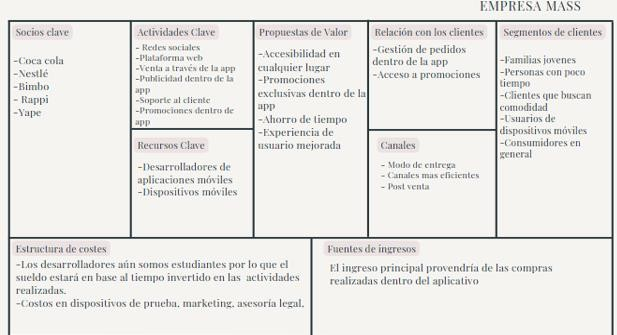 EMPRESA MASS
Socios clave
-Coca cola
-Nestlé
-Bimbo
- Rappi
-Yape
Actividades Clave
- Redes sociales
-Plataforma web
-Venta a través de la app
-Publicidad dentro de la
app
-Soporte al cliente
-Promociones dentro de
app
Recursos Clave
-Desarrolladores de
aplicaciones móviles
-Dispositivos móviles
Propuestas de Valor
-Accesibilidad en
cualquier lugar
-Promociones
exclusivas dentro de la
app
-Ahorro de tiempo
-Experiencia de
usuario mejorada
Relación con los clientes
-Gestión de pedidos
dentro de la app
-Acceso a promociones
Canales
- Modo de entrega
- Canales mas eficientes
- Post venta
Segmentos de clientes
-Familias jovenes
-Personas con poco
tiempo
-Clientes que buscan
comodidad
-Usuarios de
dispositivos móviles
-Consumidores en
general
Estructura de costes
-Los desarrolladores aún somos estudiantes por lo que el
sueldo estará en base al tiempo invertido en las actividades
realizadas.
-Costos en dispositivos de prueba, marketing, asesoría legal,
Fuentes de ingresos
El ingreso principal provendría de las compras
realizadas dentro del aplicativo